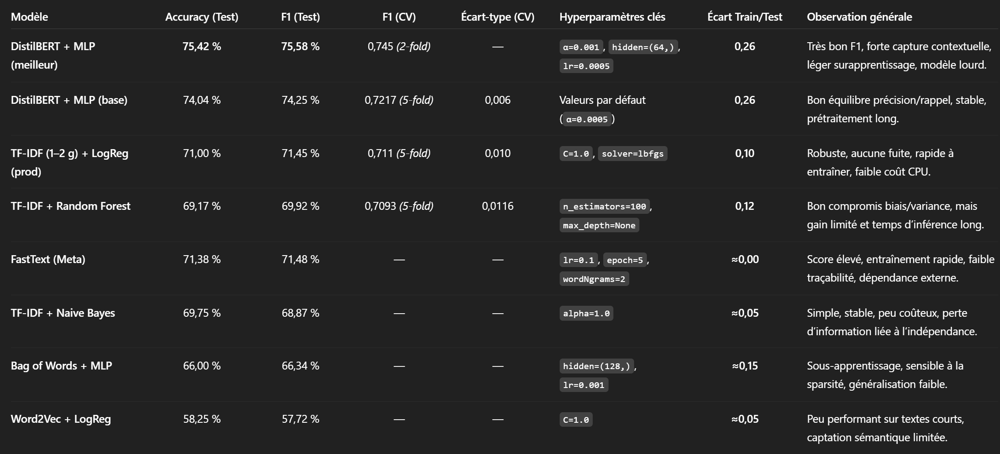 Modèle Accuracy (Test) F1 (Test) F1 (CV) Écart-type (CV) Hyperparamètres clés Écart Train/Test Observation générale
DistilBERT + MLP 75,42 % 75,58 % 0,745 (2-fold) — α=0.001, hidden=(64,), 0,26 Très bon F1, forte capture contextuelle,
(meilleur) lr=0.0005 léger surapprentissage, modèle lourd.
DistilBERT + MLP (base) 74,04 % 74,25 % 0,7217 (5-fold) 0,006 Valeurs par défaut 0,26 Bon équilibre précision/rappel, stable,
(α=0.0005) prétraitement long.
TF-IDF (1–2 g) + LogReg 71,00 % 71,45 % 0,711 (5-fold) 0,010 C=1.0, solver=lbfgs 0,10 Robuste, aucune fuite, rapide à
(prod) entraîner, faible coût CPU.
TF-IDF + Random Forest 69,17 % 69,92 % 0,7093 (5-fold) 0,0116 n_estimators=100, 0,12 Bon compromis biais/variance, mais
max_depth=None gain limité et temps d’inférence long.
FastText (Meta) 71,38 % 71,48 % — — lr=0.1, epoch=5, ≈0,00 Score élevé, entraînement rapide, faible
wordNgrams=2 traçabilité, dépendance externe.
TF-IDF + Naive Bayes 69,75 % 68,87 % — — alpha=1.0 ≈0,05 Simple, stable, peu coûteux, perte
d’information liée à l’indépendance.
Bag of Words + MLP 66,00 % 66,34 % — — hidden=(128,), ≈0,15 Sous-apprentissage, sensible à la
lr=0.001 sparsité, généralisation faible.
Word2Vec + LogReg 58,25 % 57,72 % — — C=1.0 ≈0,05 Peu performant sur textes courts,
captation sémantique limitée.